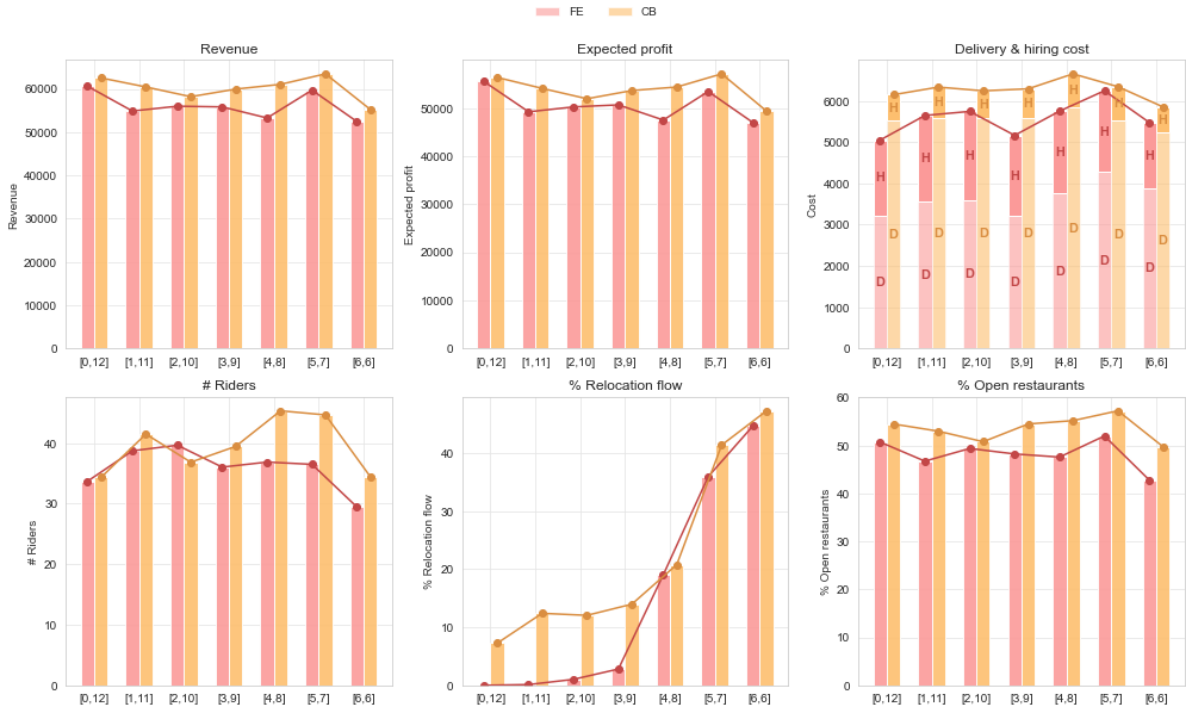 FE CB
Revenue
Expected profit
Delivery & hiring cost
Revenue
60000
50000
40000
30000
20000
10000
0
[0,12] [1,11] [2,10] [3,9] [4,8] [5,7] [6,6]
Expected profit
50000
40000
30000
20000
10000
0
[0,12] [1,11] [2,10] [3,9] [4,8] [5,7] [6,6]
Cost
6000
5000
4000
3000
2000
1000
0
H H H H H H H
H H H H H H H
D D D D D D D
D D D D D D D
[0,12] [1,11] [2,10] [3,9] [4,8] [5,7] [6,6]
# Riders
% Relocation flow
% Open restaurants
# Riders
40
30
20
10
0
[0,12] [1,11] [2,10] [3,9] [4,8] [5,7] [6,6]
% Relocation flow
40
30
20
10
0
[0,12] [1,11] [2,10] [3,9] [4,8] [5,7] [6,6]
% Open restaurants
60
50
40
30
20
10
0
[0,12] [1,11] [2,10] [3,9] [4,8] [5,7] [6,6]